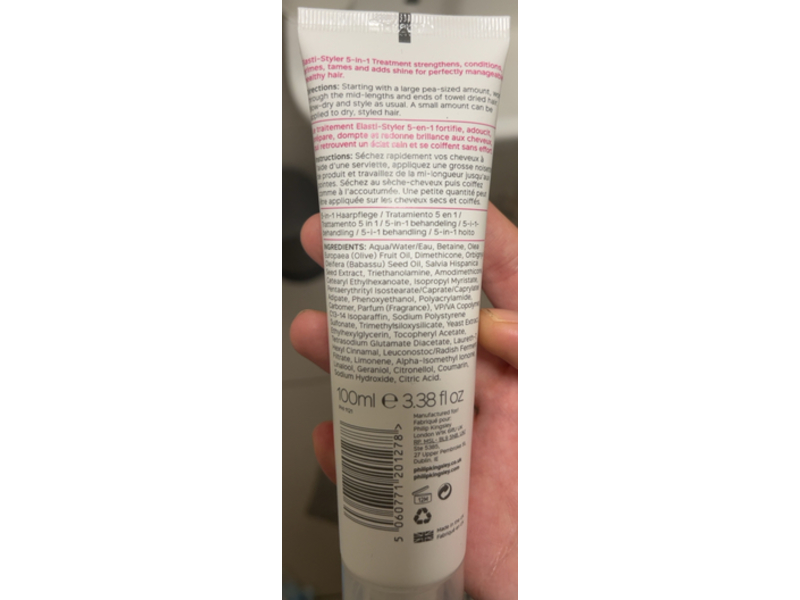 Elasti-Styler 5-in-1 Treatment strengthens, conditions,
tames and adds shine for perfectly manageable
healthy hair.
Directions: Starting with a large pea-sized amount,
through the mid-lengths and ends of towel dried hair
blow-dry and style as usual. A small amount can be
applied to dry, styled hair.
traitement Elasti-Styler 5-en-1 fortifie, adoucit,
prépare, dompte et redonne brillance aux cheveux,
retrouvent un éclat sain et se coiffent sans effort
Instructions: Séchez rapidement vos cheveux à
l'aide d'une serviette, appliquez une grosse noisette
de produit et travaillez de la mi-longueur jusqu'aux
pointes. Séchez au sèche-cheveux puis coiffez
comme à l'accoutumée. Une petite quantité peut
être appliquée sur les cheveux secs et coiffés.
5-in-1 Haarpflege / Tratamiento 5 en 1 /
Trattamento 5 in 1 / 5-in-1 behandeling / 5-i-1-
behandling / 5-i-1 behandling / 5-in-1 hoito
INGREDIENTS: Aqua/Water/Eau, Betaine, Olea
Europaea (Olive) Fruit Oil, Dimethicone, Orbignya
Oleifera (Babassu) Seed Oil, Salvia Hispanica
Seed Extract, Triethanolamine, Amodimethicone
Cetearyl Ethylhexanoate, Isopropyl Myristate,
Pentaerythrityl Isostearate/Caprate/Caprylate
Adipate, Phenoxyethanol, Polyacrylamide,
Carbomer, Parfum (Fragrance), VP/VA Copolymer
C13-14 Isoparaffin, Sodium Polystyrene
Sulfonate, Trimethylsiloxysilicate, Yeast Extract
Ethylhexylglycerin, Tocopheryl Acetate,
Tetrasodium Glutamate Diacetate, Laureth-
Hexyl Cinnamal, Leuconostoc/Radish Ferment
Filtrate, Limonene, Alpha-Isomethyl Ionone
Linalool, Geraniol, Citronellol, Coumarin,
Sodium Hydroxide, Citric Acid.
100ml e 3.38 fl oz
Manufactured for/
Fabriqué pour:
Philip Kingsley
London
27 Upper Pembroke
Dublin. IE
philipkingsley.co.uk
philipkingsley.com
12M
Made in the
Fabriqué
5 060771 201278 >